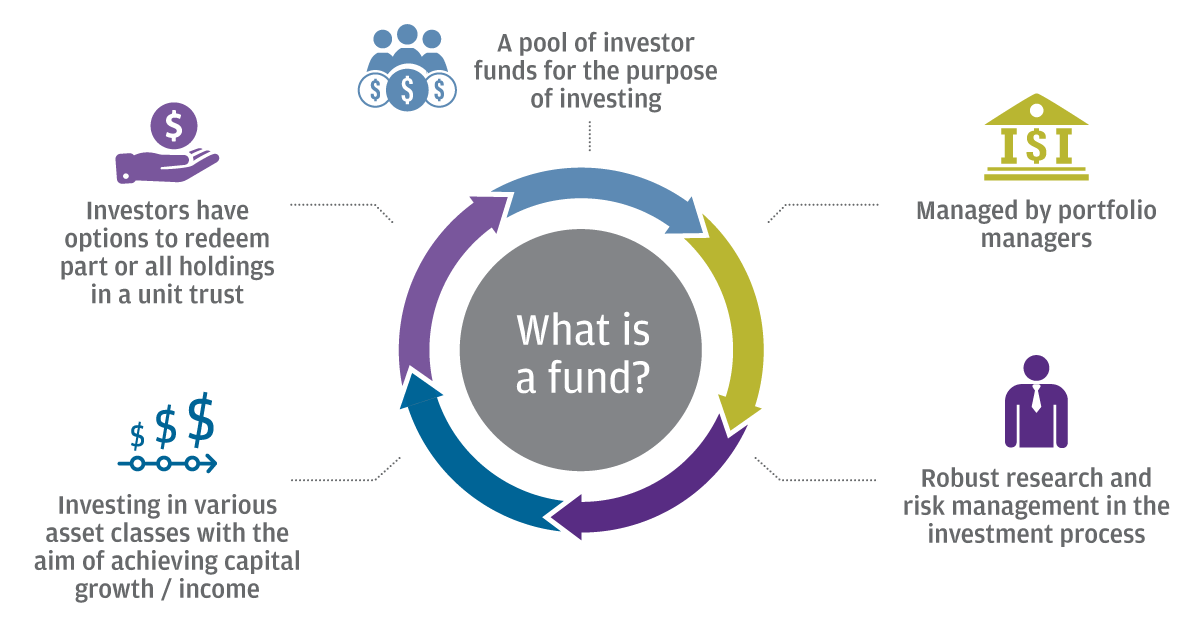 A pool of investor
funds for the purpose
of investing
$ $ $
$
I $ I
Investors have
options to redeem
part or all holdings
in a unit trust
Managed by portfolio
managers
What is
a fund?
$ $ $
Investing in various
asset classes with the
aim of achieving capital
growth / income
Robust research and
risk management in the
investment process